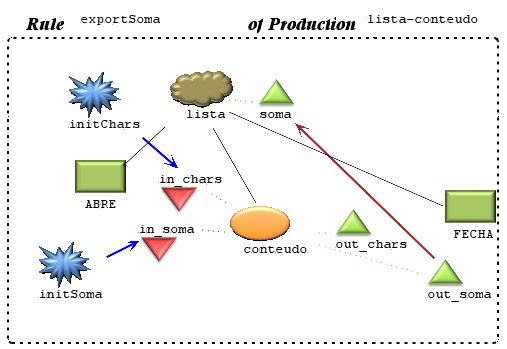 Rule exportSoma of Production lista-conteudo
initChars
lista
soma
in_chars
ABRE
in_soma
FECHA
conteudo
out_chars
initSoma
out_soma